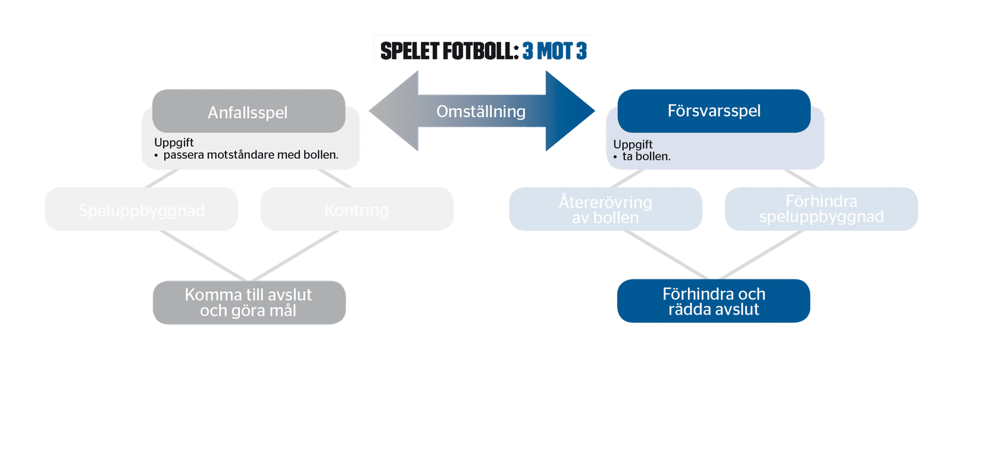 SPELET FOTBOLL: 3 MOT 3
Anfallsspel
Omställning
Försvarsspel
Uppgift
• passera motståndare med bollen.
Uppgift
• ta bollen.
Speluppbyggnad
Kontring
Återerövring
av bollen
Förhindra
speluppbyggnad
Komma till avslut
och göra mål
Förhindra och
rädda avslut